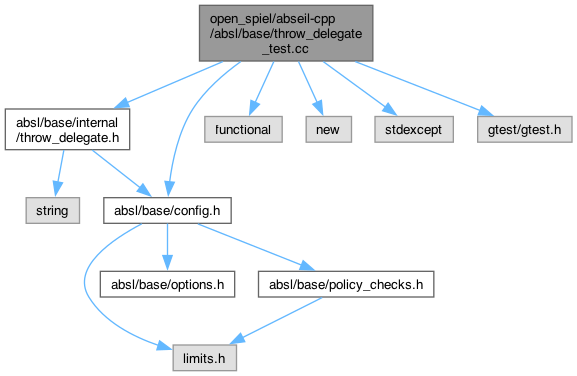 open_spiel/abseil-cpp
/absl/base/throw_delegate
_test.cc
absl/base/internal
/throw_delegate.h
functional
new
stdexcept
gtest/gtest.h
string
absl/base/config.h
absl/base/options.h
absl/base/policy_checks.h
limits.h